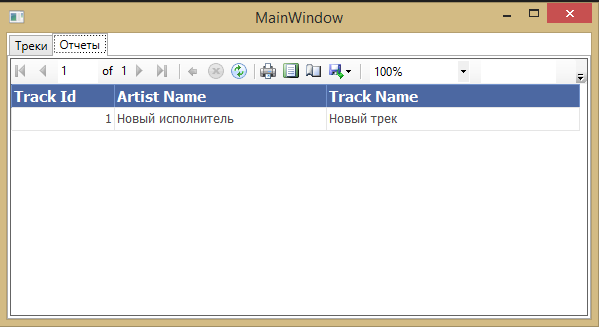 MainWindow
Треки Отчеты
1 of 1 100%
Track Id Artist Name Track Name
1 Новый исполнитель Новый трек